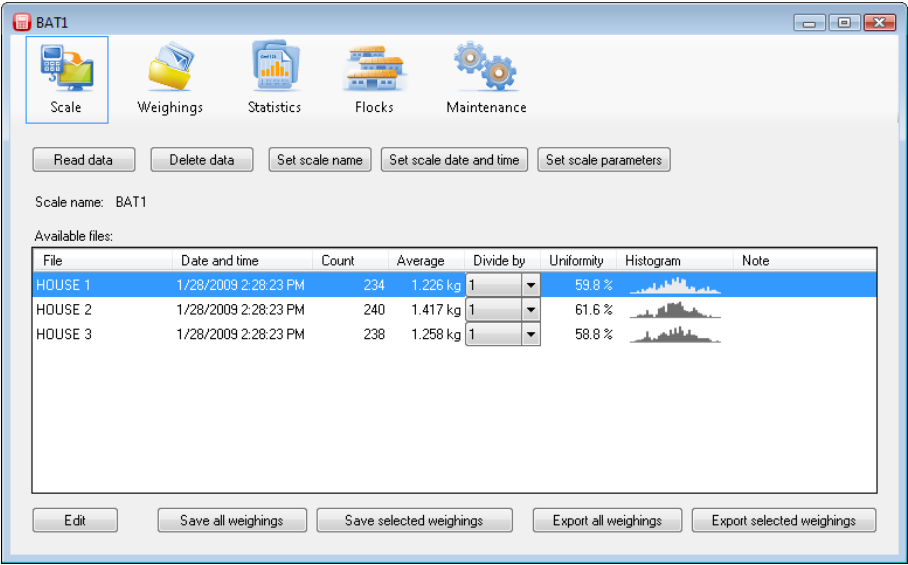 BAT1
Scale Weighings Statistics Flocks Maintenance
Read data Delete data Set scale name Set scale date and time Set scale parameters
Scale name: BAT1
Available files:
File Date and time Count Average Divide by Uniformity Histogram Note
HOUSE 1 1/28/2009 2:28:23 PM 234 1.226 kg 1 59.8 %
HOUSE 2 1/28/2009 2:28:23 PM 240 1.417 kg 1 61.6 %
HOUSE 3 1/28/2009 2:28:23 PM 238 1.258 kg 1 58.8 %
Edit Save all weighings Save selected weighings Export all weighings Export selected weighings